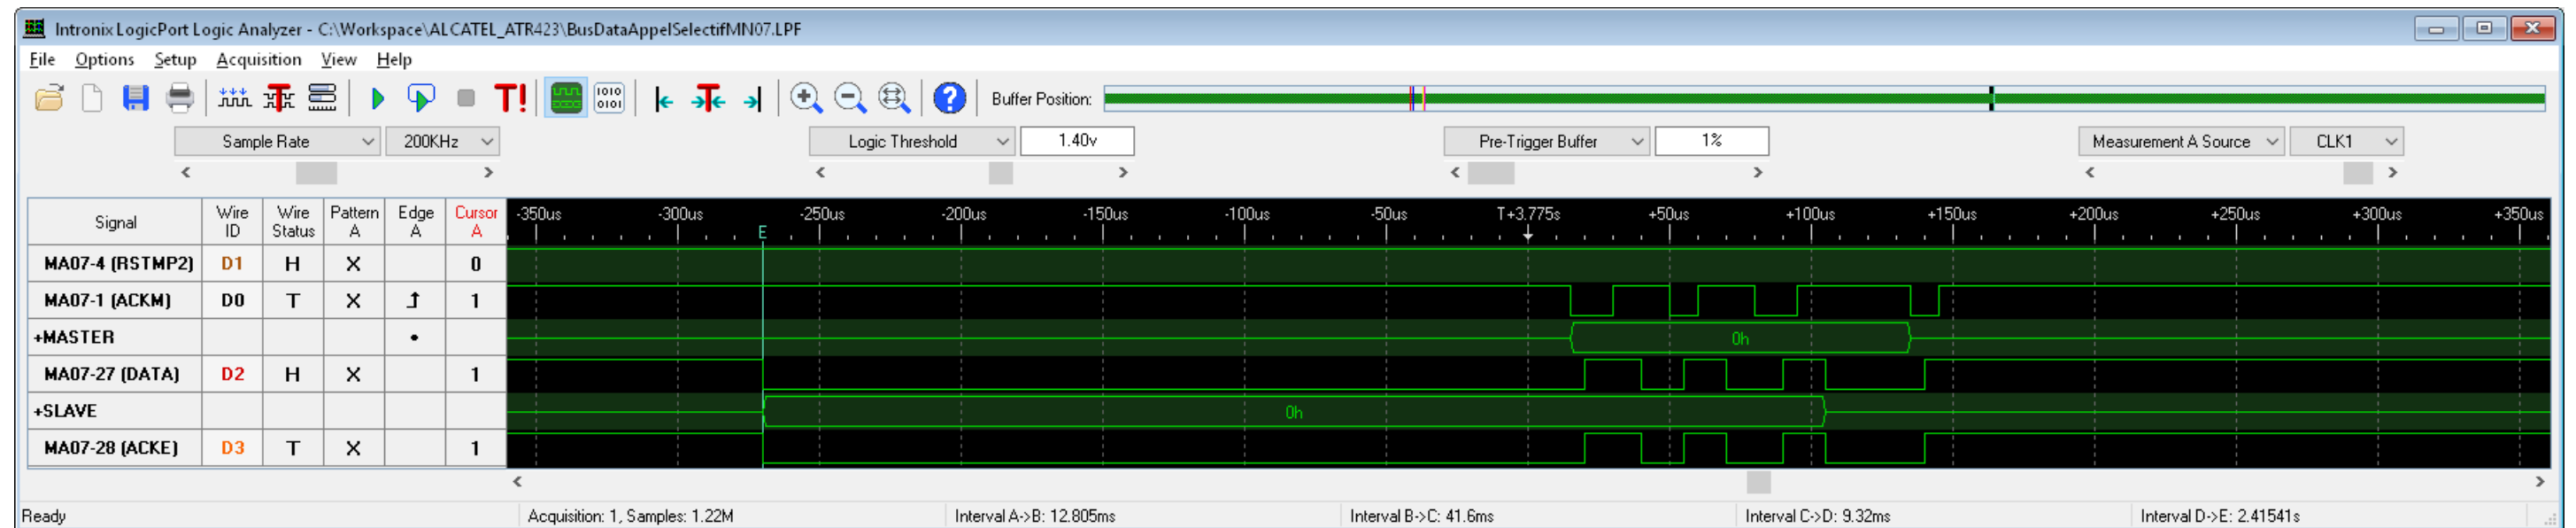 Intronix LogicPort Logic Analyzer - C:\Workspace\ALCATEL_ATR423\BusDataAppelSelectifMN07.LPF
File Options Setup Acquisition View Help
T! 1010 0101 T ? Buffer Position:
Sample Rate 200KHz Logic Threshold 1.40v Pre-Trigger Buffer 1% Measurement A Source CLK1
Signal Wire ID Wire Status Pattern A Edge A Cursor A -350us -300us -250us -200us -150us -100us -50us T+3.775s +50us +100us +150us +200us +250us +300us +350us
E
MA07-4 (RSTMP2) D1 H X 0
MA07-1 (ACKM) D0 T X 1
+MASTER 0h
MA07-27 (DATA) D2 H X 1
+SLAVE 0h
MA07-28 (ACKE) D3 T X 1
Ready Acquisition: 1, Samples: 1.22M Interval A->B: 12.805ms Interval B->C: 41.6ms Interval C->D: 9.32ms Interval D->E: 2.41541s